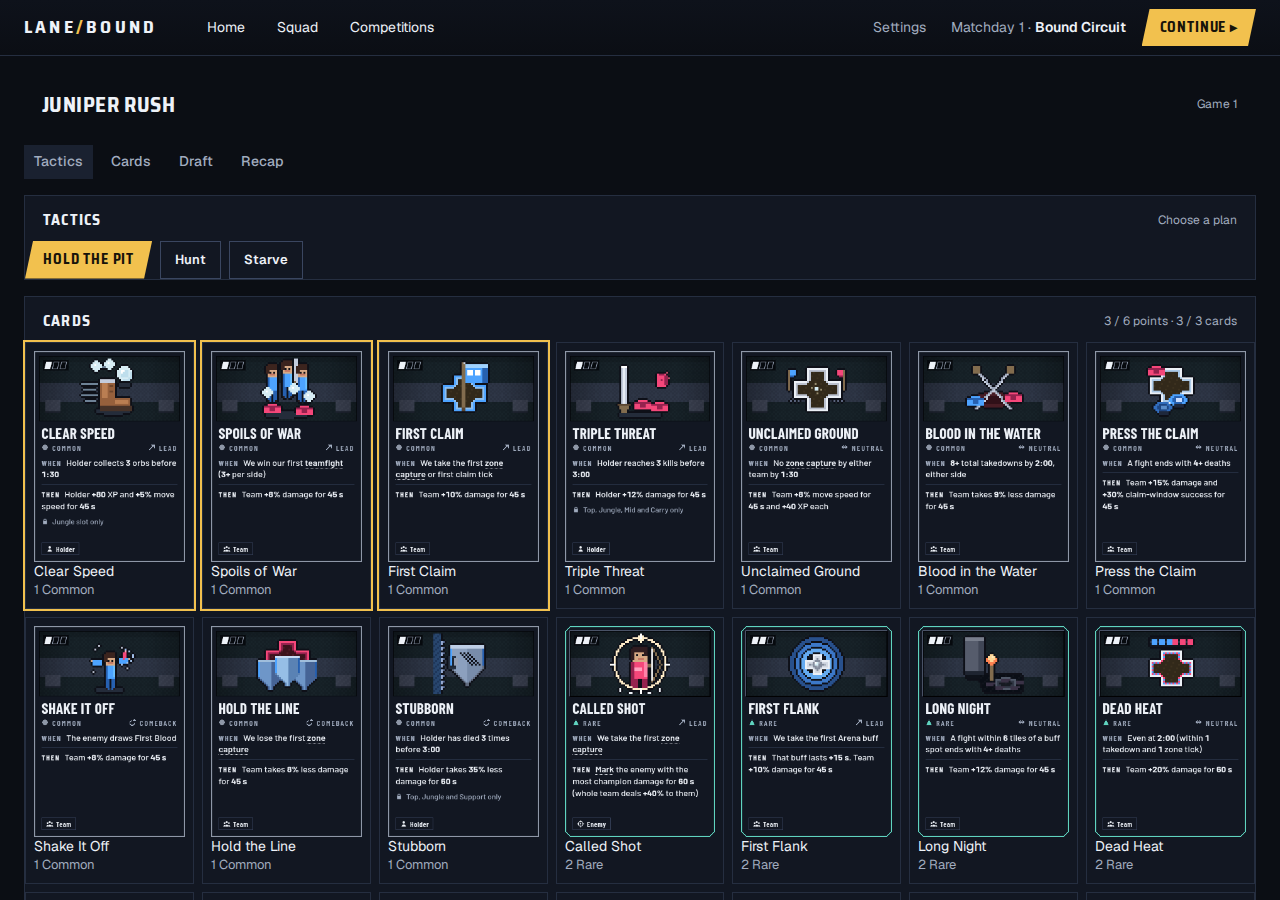 LANE/BOUND
Home
Squad
Competitions
Settings
Matchday 1 · Bound Circuit
CONTINUE ▸
JUNIPER RUSH
Game 1
Tactics
Cards
Draft
Recap
TACTICS
Choose a plan
HOLD THE PIT
Hunt
Starve
CARDS
3 / 6 points · 3 / 3 cards
CLEAR SPEED
COMMON
LEAD
WHEN Holder collects 3 orbs before
1:30
THEN Holder +80 XP and +5% move
speed for 45 s
Jungle slot only
Holder
Clear Speed
1 Common
SPOILS OF WAR
COMMON
LEAD
WHEN We win our first teamfight
(3+ per side)
THEN Team +8% damage for 45 s
Team
Spoils of War
1 Common
FIRST CLAIM
COMMON
LEAD
WHEN We take the first zone
capture or first claim tick
THEN Team +10% damage for 45 s
Team
First Claim
1 Common
TRIPLE THREAT
COMMON
LEAD
WHEN Holder reaches 3 kills before
3:00
THEN Holder +12% damage for 45 s
Top, Jungle, Mid and Carry only
Holder
Triple Threat
1 Common
UNCLAIMED GROUND
COMMON
NEUTRAL
WHEN No zone capture by either
team by 1:30
THEN Team +8% move speed for
45 s and +40 XP each
Team
Unclaimed Ground
1 Common
BLOOD IN THE WATER
COMMON
NEUTRAL
WHEN 8+ total takedowns by 2:00,
either side
THEN Team takes 9% less damage
for 45 s
Team
Blood in the Water
1 Common
PRESS THE CLAIM
COMMON
NEUTRAL
WHEN A fight ends with 4+ deaths
THEN Team +15% damage and
+30% claim-window success for
45 s
Team
Press the Claim
1 Common
SHAKE IT OFF
COMMON
COMEBACK
WHEN The enemy draws First Blood
THEN Team +8% damage for 45 s
Team
Shake It Off
1 Common
HOLD THE LINE
COMMON
COMEBACK
WHEN We lose the first zone
capture
THEN Team takes 8% less damage
for 45 s
Team
Hold the Line
1 Common
STUBBORN
COMMON
COMEBACK
WHEN Holder has died 3 times
before 3:00
THEN Holder takes 35% less
damage for 60 s
Top, Jungle and Support only
Holder
Stubborn
1 Common
CALLED SHOT
RARE
LEAD
WHEN We take the first zone
capture
THEN Mark the enemy with the
most champion damage for 60 s
(whole team deals +40% to them)
Enemy
Called Shot
2 Rare
FIRST FLANK
RARE
LEAD
WHEN We take the first Arena buff
THEN That buff lasts +15 s. Team
+10% damage for 45 s
Team
First Flank
2 Rare
LONG NIGHT
RARE
NEUTRAL
WHEN A fight within 6 tiles of a buff
spot ends with 4+ deaths
THEN Team +12% damage for 45 s
Team
Long Night
2 Rare
DEAD HEAT
RARE
NEUTRAL
WHEN Even at 2:00 (within 1
takedown and 1 zone tick)
THEN Team +20% damage for 60 s
Team
Dead Heat
2 Rare